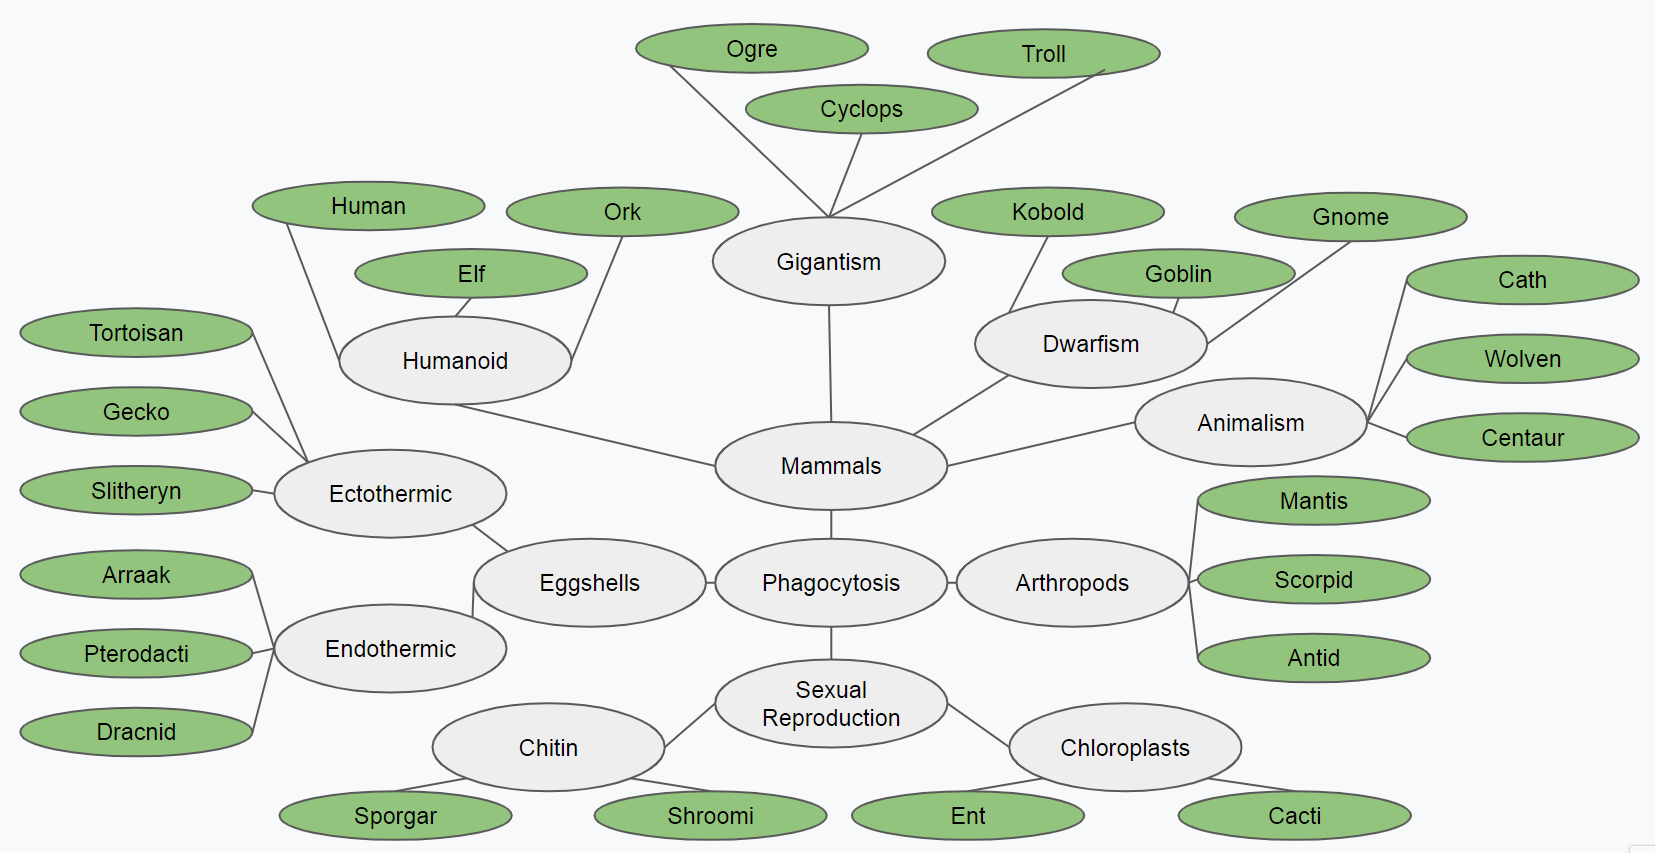 Ogre
Troll
Cyclops
Human
Ork
Kobold
Gnome
Elf
Gigantism
Goblin
Cath
Tortoisan
Humanoid
Dwarfism
Wolven
Gecko
Animalism
Centaur
Mammals
Slitheryn
Ectothermic
Mantis
Arraak
Eggshells
Phagocytosis
Arthropods
Scorpid
Pterodacti
Endothermic
Antid
Sexual
Reproduction
Dracnid
Chitin
Chloroplasts
Sporgar
Shroomi
Ent
Cacti